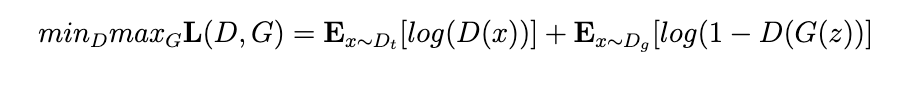 min_D max_G L(D, G) = E_{x∼D_t}[log(D(x))] + E_{x∼D_g}[log(1 − D(G(z))]